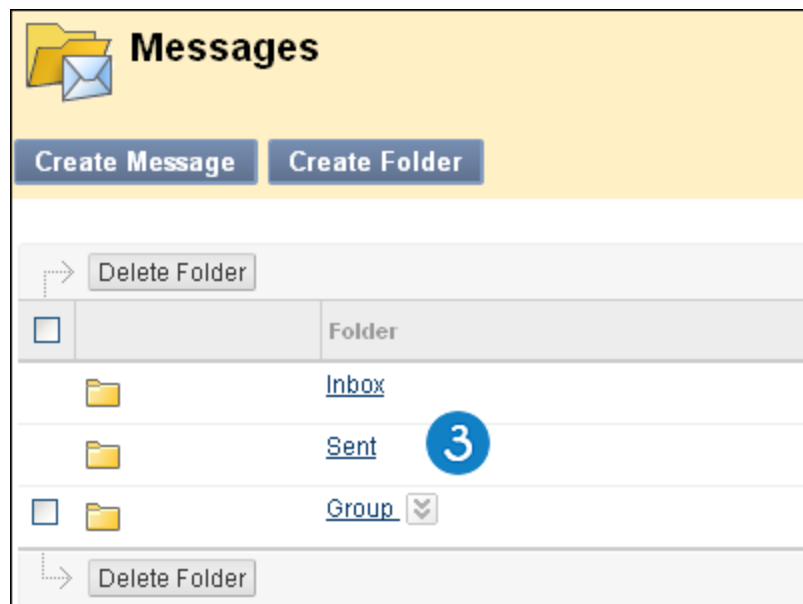 Messages
Create Message Create Folder
Delete Folder
Folder
Inbox
Sent 3
Group
Delete Folder